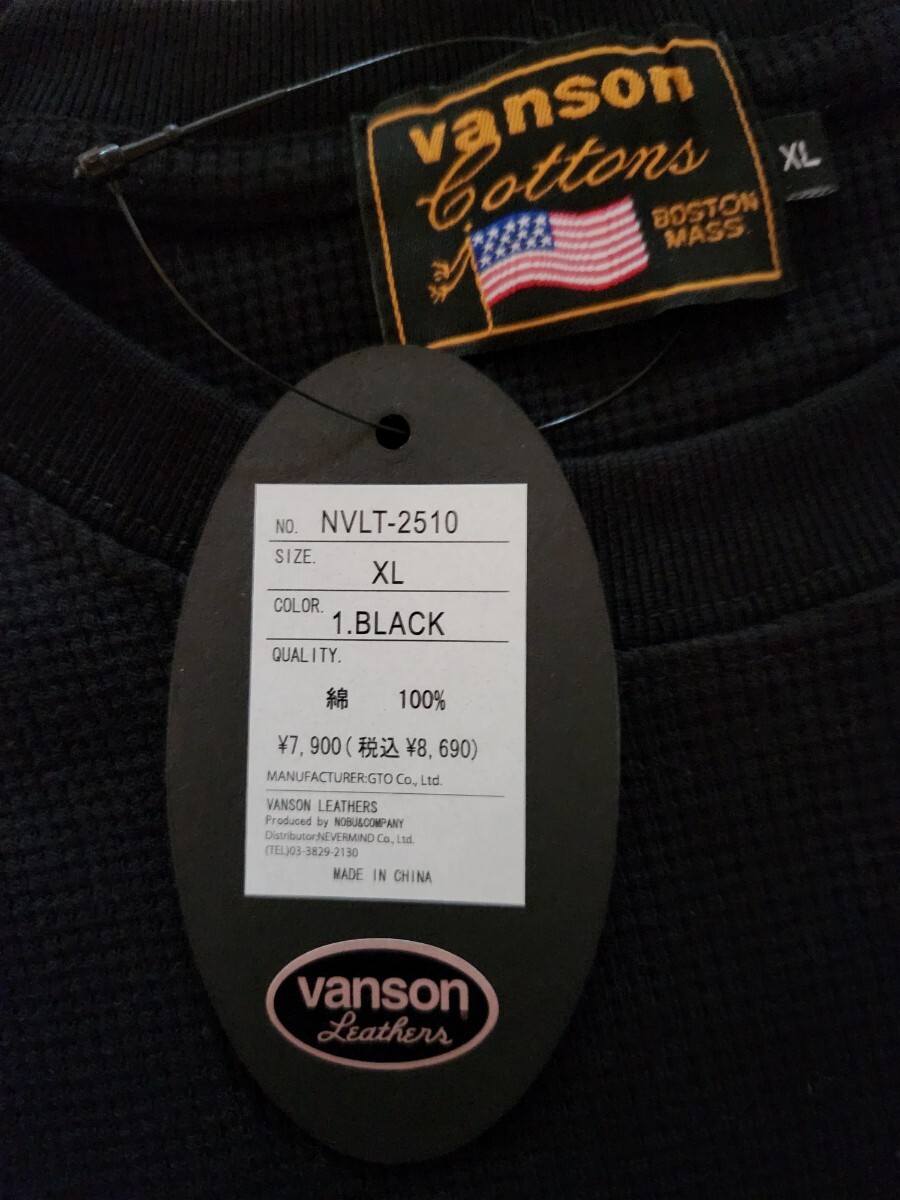 vanson
Cottons
BOSTON
MASS.
XL
NO. NVLT-2510
SIZE.
XL
COLOR.
1.BLACK
QUALITY.
綿 100%
¥7,900(税込¥8,690)
MANUFACTURER:GTO Co., Ltd.
VANSON LEATHERS
Produced by NOBU&COMPANY
Distributor:NEVERMIND Co., Ltd.
(TEL)03-3829-2130
MADE IN CHINA
vanson
Leathers